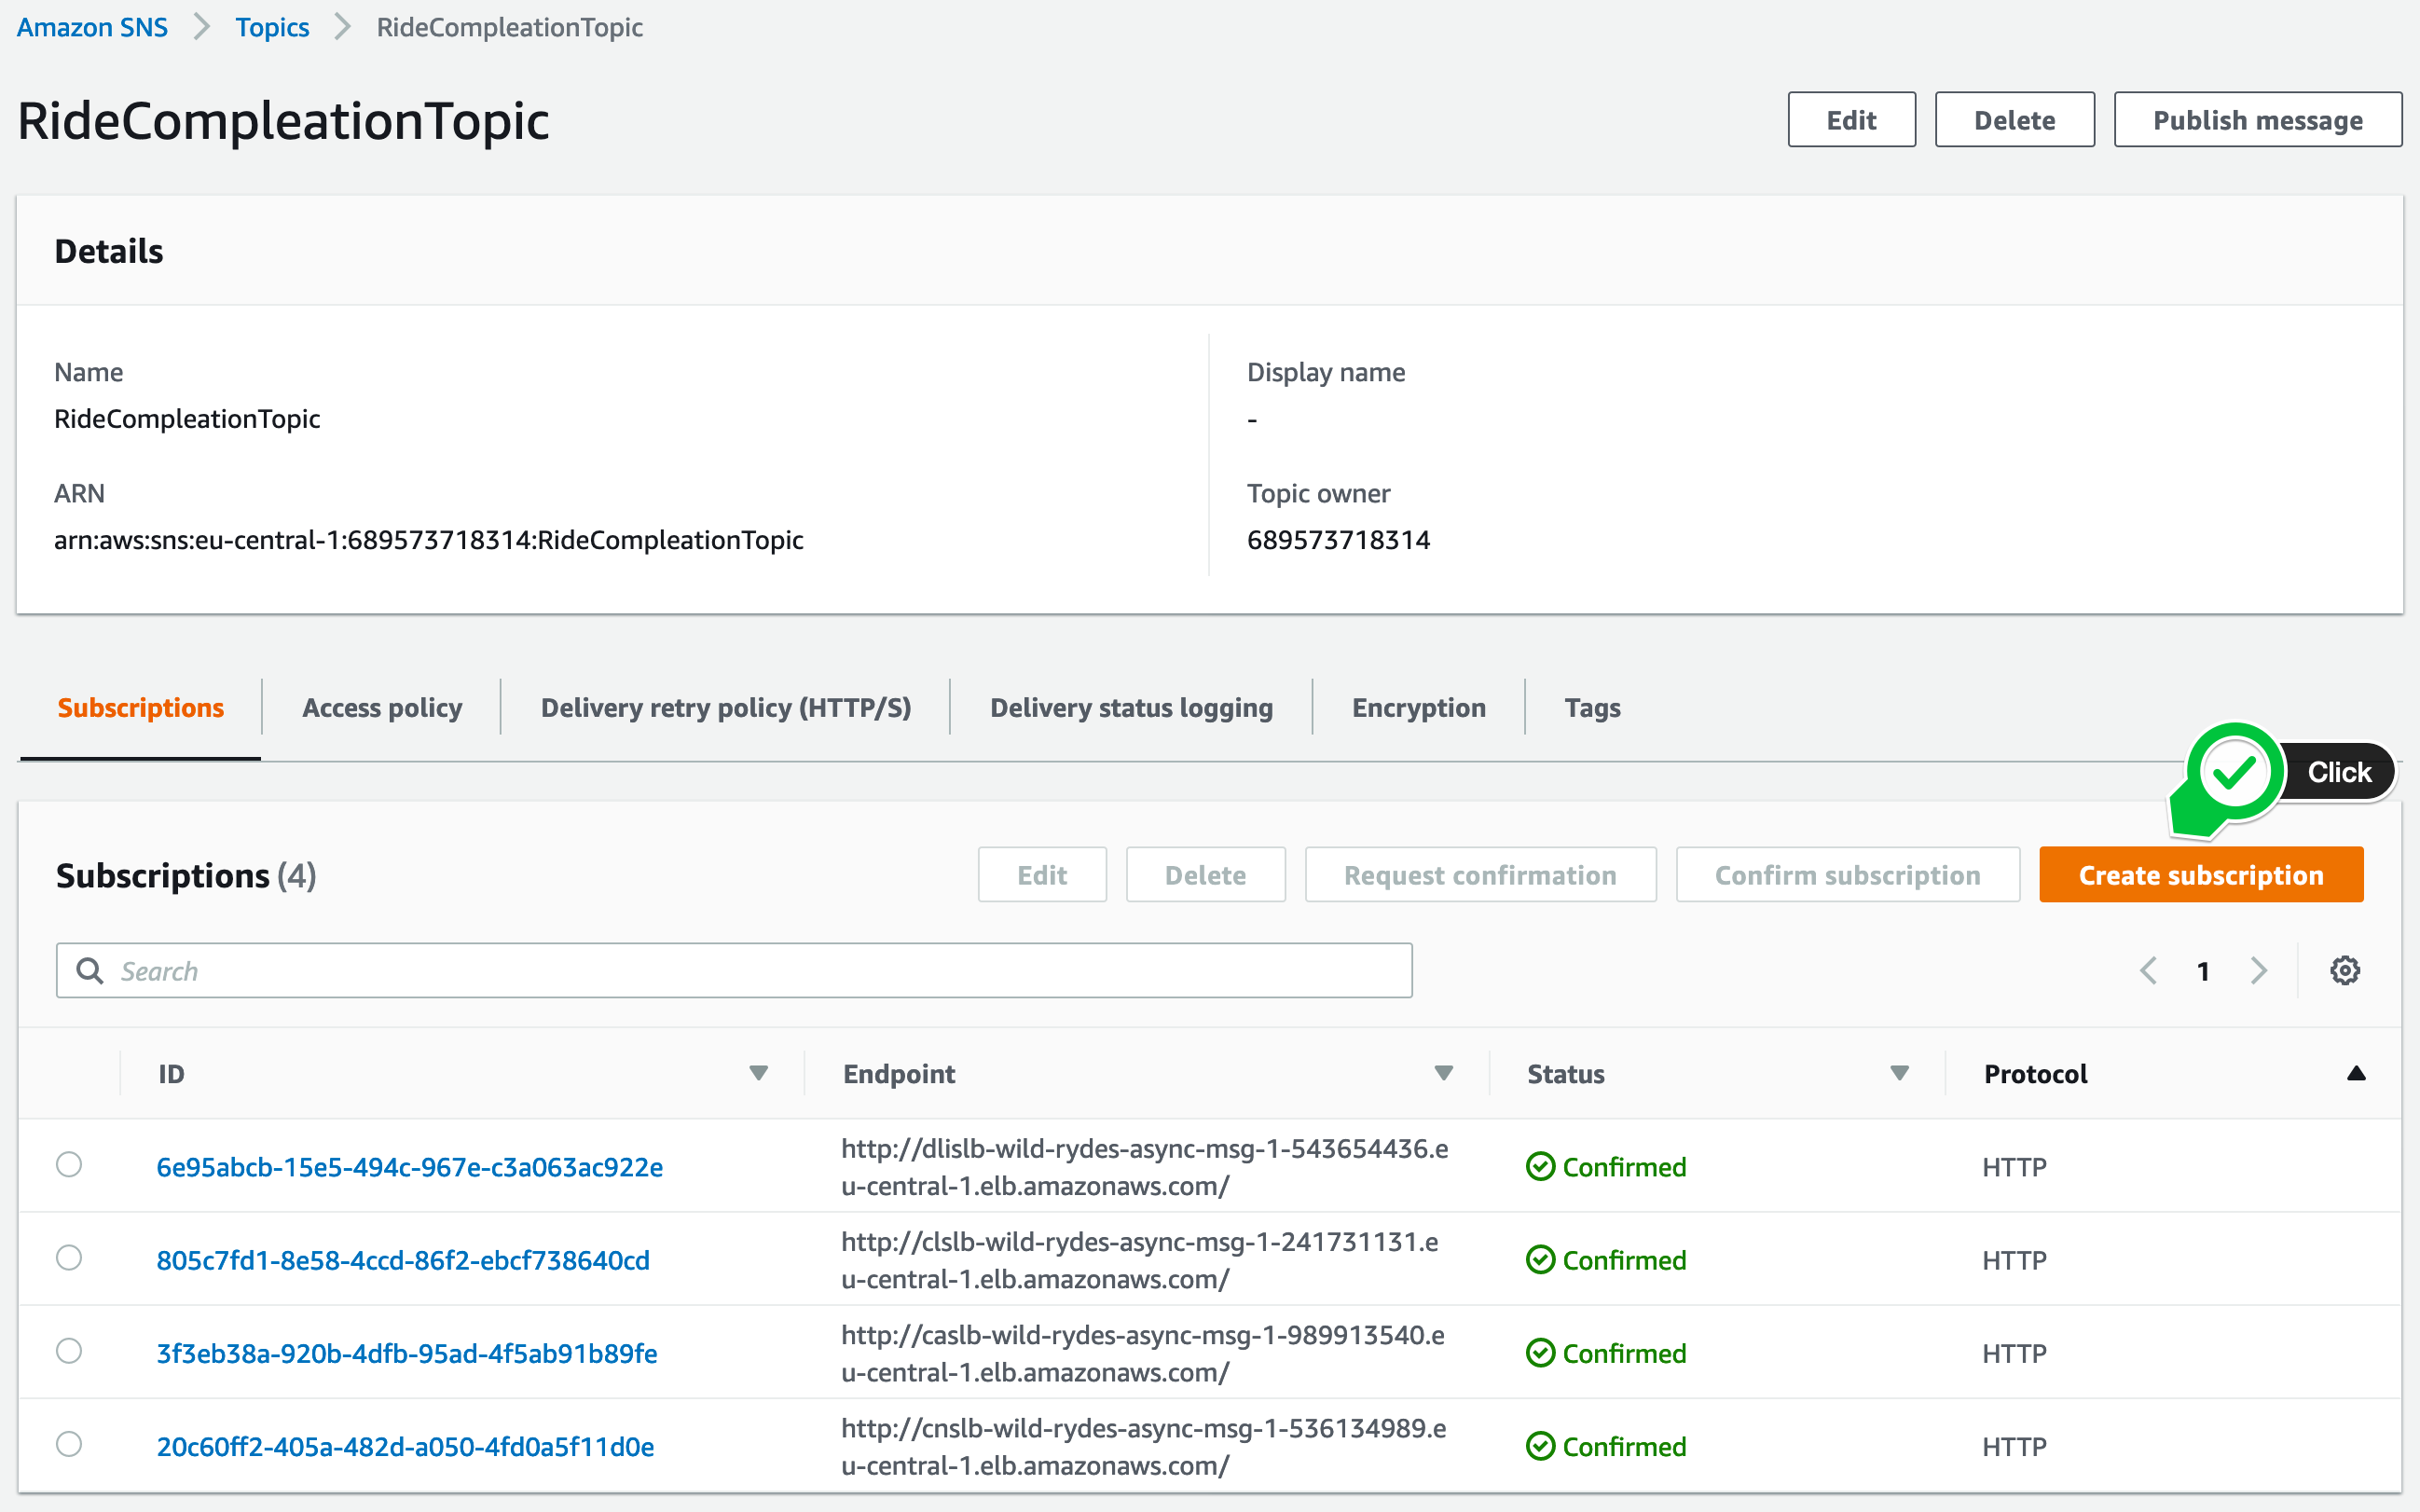 Amazon SNS > Topics > RideCompleationTopic
RideCompleationTopic
Edit
Delete
Publish message
Details
Name
RideCompleationTopic
Display name
-
ARN
arn:aws:sns:eu-central-1:689573718314:RideCompleationTopic
Topic owner
689573718314
Subscriptions
Access policy
Delivery retry policy (HTTP/S)
Delivery status logging
Encryption
Tags
Click
Subscriptions (4)
Edit
Delete
Request confirmation
Confirm subscription
Create subscription
Search
1
ID
Endpoint
Status
Protocol
6e95abcb-15e5-494c-967e-c3a063ac922e
http://dlislb-wild-rydes-async-msg-1-543654436.e
u-central-1.elb.amazonaws.com/
Confirmed
HTTP
805c7fd1-8e58-4ccd-86f2-ebcf738640cd
http://clslb-wild-rydes-async-msg-1-241731131.e
u-central-1.elb.amazonaws.com/
Confirmed
HTTP
3f3eb38a-920b-4dfb-95ad-4f5ab91b89fe
http://caslb-wild-rydes-async-msg-1-989913540.e
u-central-1.elb.amazonaws.com/
Confirmed
HTTP
20c60ff2-405a-482d-a050-4fd0a5f11d0e
http://cnslb-wild-rydes-async-msg-1-536134989.e
u-central-1.elb.amazonaws.com/
Confirmed
HTTP